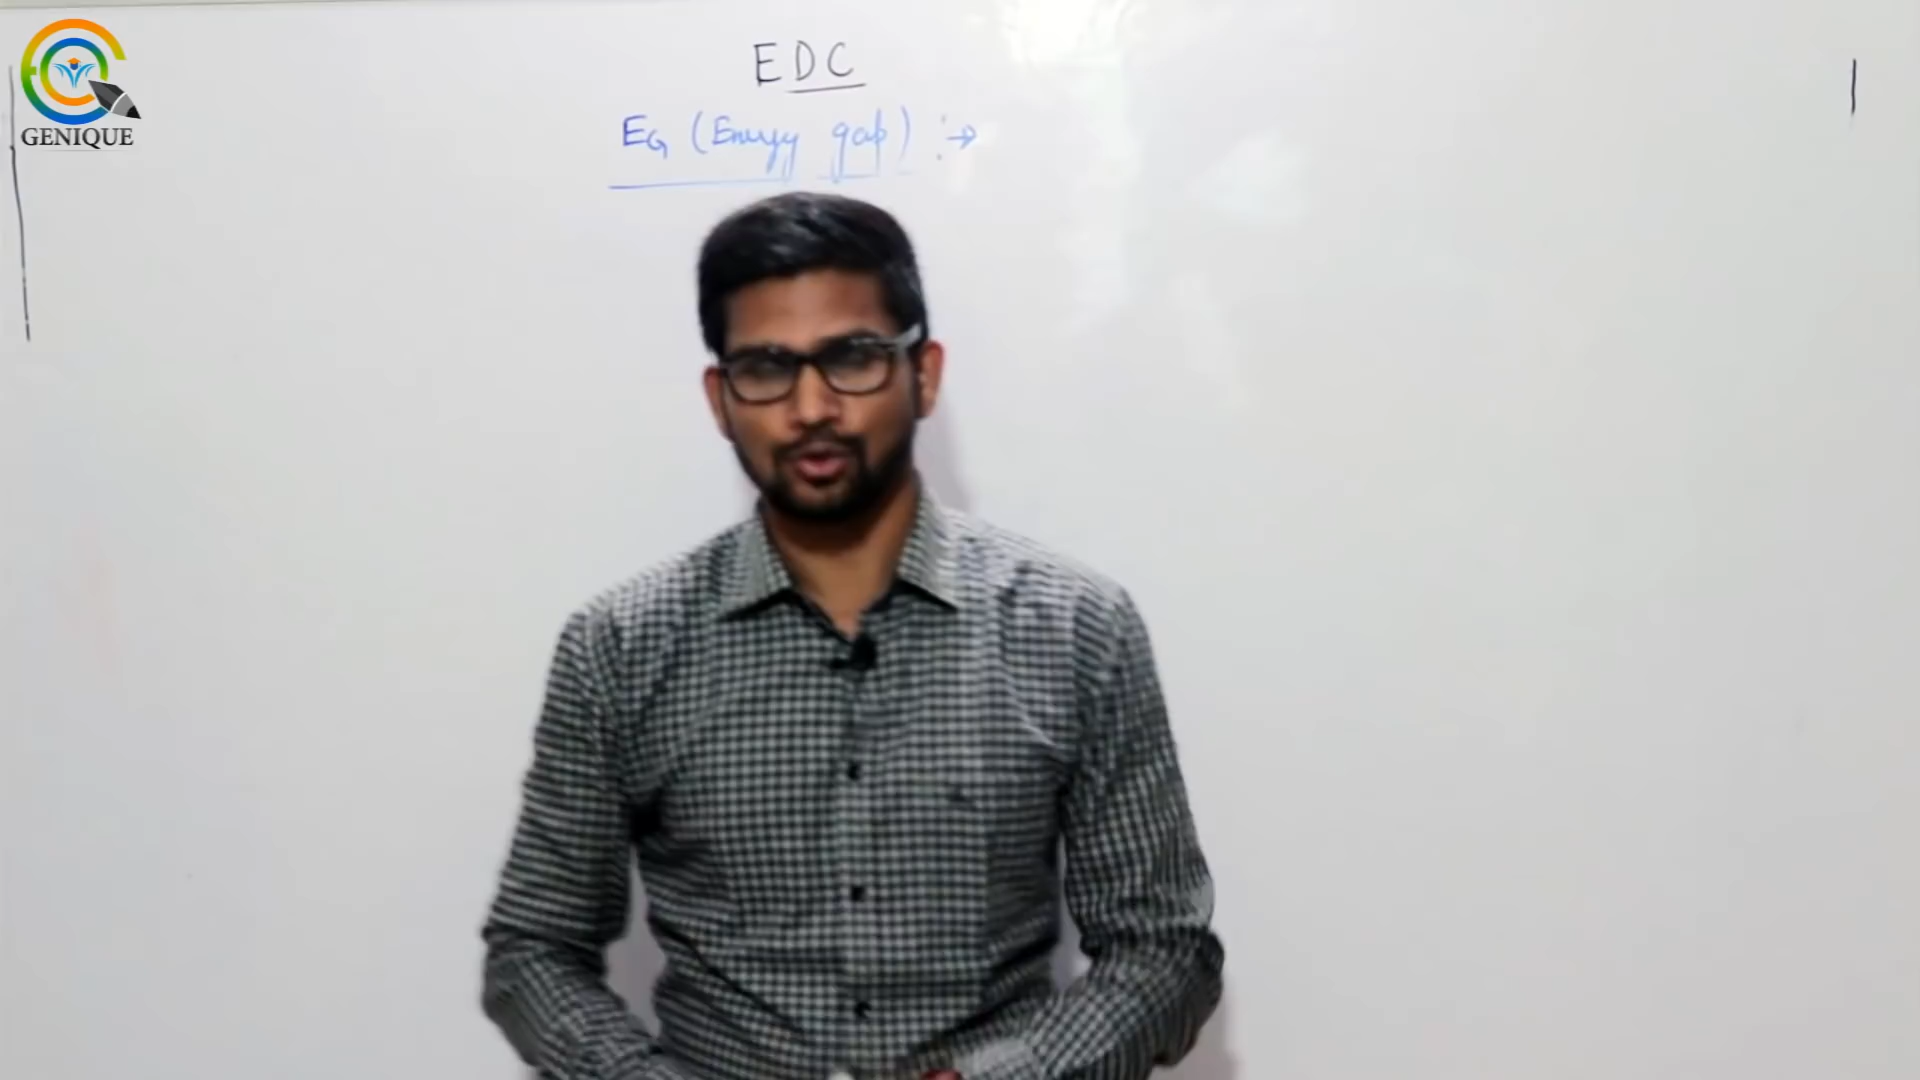 GENIQUE
EDC
EG (Energy gap) :→